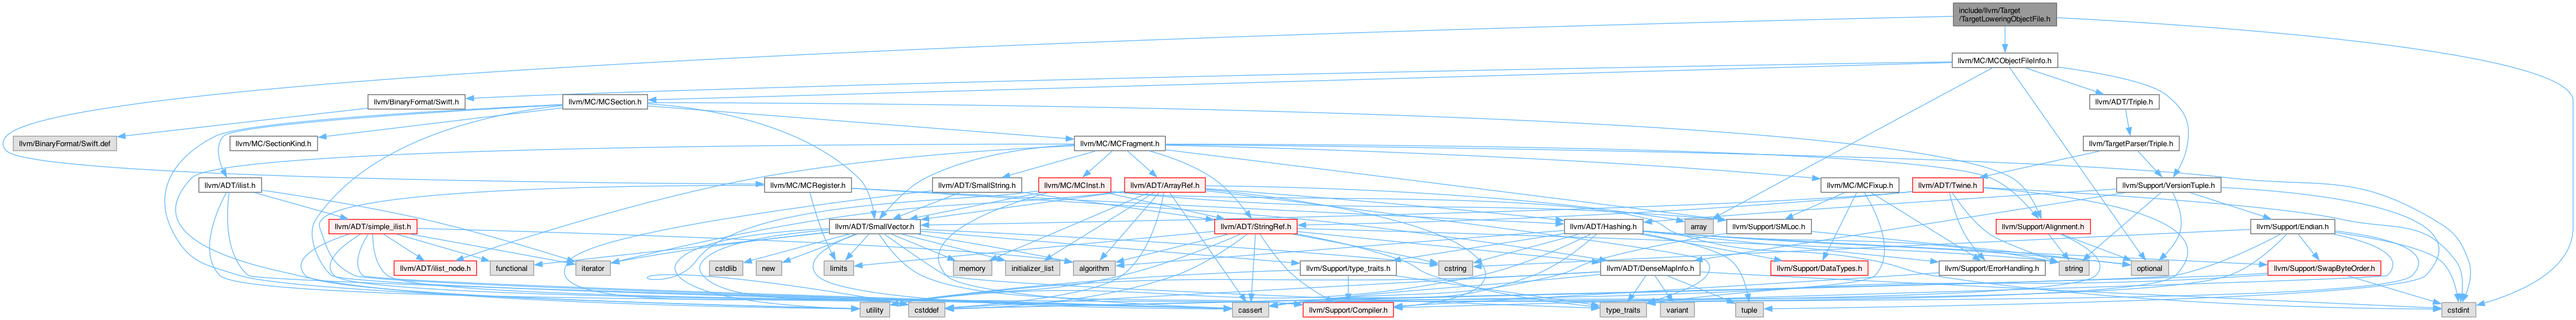 include/llvm/Target
/TargetLoweringObjectFile.h
llvm/MC/MCObjectFileInfo.h
llvm/BinaryFormat/Swift.h
llvm/MC/MCSection.h
llvm/ADT/Triple.h
llvm/BinaryFormat/Swift.def
llvm/MC/SectionKind.h
llvm/MC/MCFragment.h
llvm/TargetParser/Triple.h
llvm/ADT/ilist.h
llvm/MC/MCRegister.h
llvm/ADT/SmallString.h
llvm/MC/MCInst.h
llvm/ADT/ArrayRef.h
llvm/MC/MCFixup.h
llvm/ADT/Twine.h
llvm/Support/VersionTuple.h
llvm/ADT/simple_ilist.h
llvm/ADT/SmallVector.h
llvm/ADT/StringRef.h
llvm/ADT/Hashing.h
array
llvm/Support/SMLoc.h
llvm/Support/Alignment.h
llvm/Support/Endian.h
llvm/ADT/ilist_node.h
functional
iterator
cstdlib
new
limits
memory
initializer_list
algorithm
llvm/Support/type_traits.h
cstring
llvm/ADT/DenseMapInfo.h
llvm/Support/DataTypes.h
llvm/Support/ErrorHandling.h
string
optional
llvm/Support/SwapByteOrder.h
utility
cstddef
cassert
llvm/Support/Compiler.h
type_traits
variant
tuple
cstdint